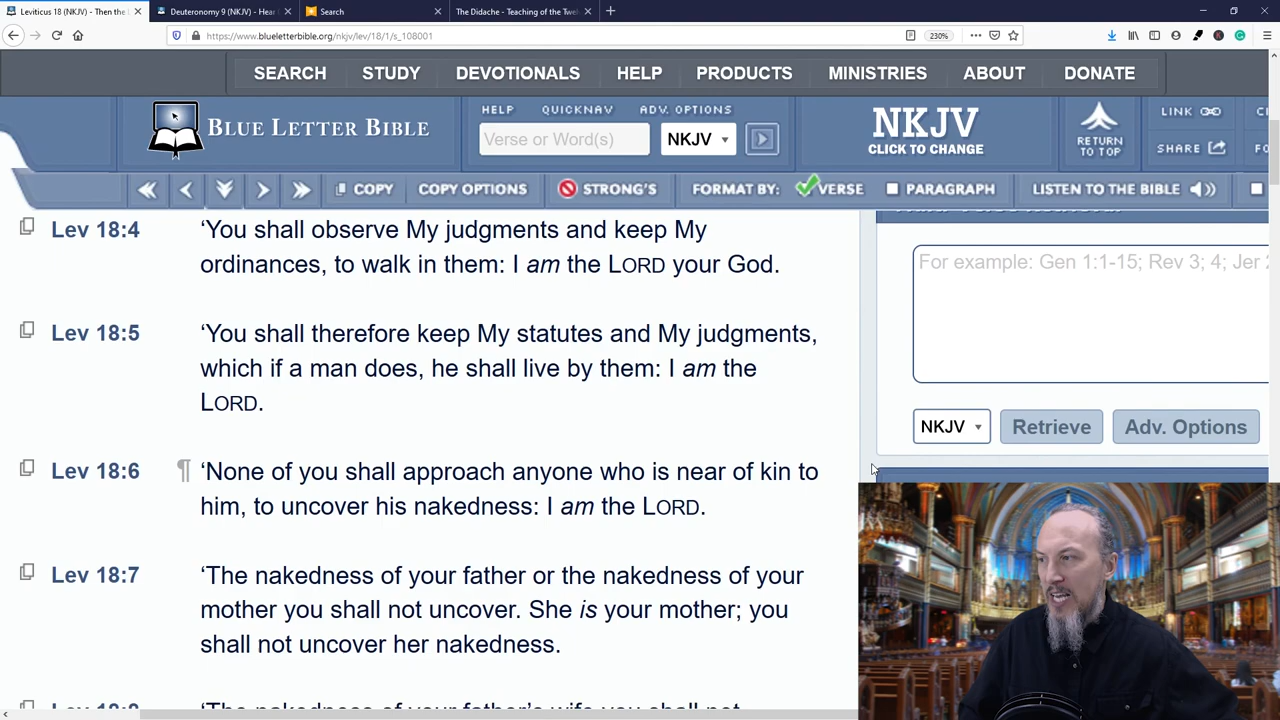 Leviticus 18 (NKJV) - Then the L
Deuteronomy 9 (NKJV) - Hear
Search
The Didache - Teaching of the Twel
https://www.blueletterbible.org/nkjv/lev/18/1/s_108001
230%
SEARCH STUDY DEVOTIONALS HELP PRODUCTS MINISTRIES ABOUT DONATE
BLUE LETTER BIBLE
HELP QUICKNAV ADV. OPTIONS
Verse or Word(s)
NKJV
NKJV
CLICK TO CHANGE
RETURN
TO TOP
LINK
SHARE
COPY COPY OPTIONS STRONG'S FORMAT BY: VERSE PARAGRAPH LISTEN TO THE BIBLE
Lev 18:4 ‘You shall observe My judgments and keep My
ordinances, to walk in them: I am the LORD your God.
Lev 18:5 ‘You shall therefore keep My statutes and My judgments,
which if a man does, he shall live by them: I am the
LORD.
Lev 18:6 ¶ ‘None of you shall approach anyone who is near of kin to
him, to uncover his nakedness: I am the LORD.
Lev 18:7 ‘The nakedness of your father or the nakedness of your
mother you shall not uncover. She is your mother; you
shall not uncover her nakedness.
‘The nakedness of your father's wife you shall not
For example: Gen 1:1-15; Rev 3; 4; Jer
NKJV Retrieve Adv. Options